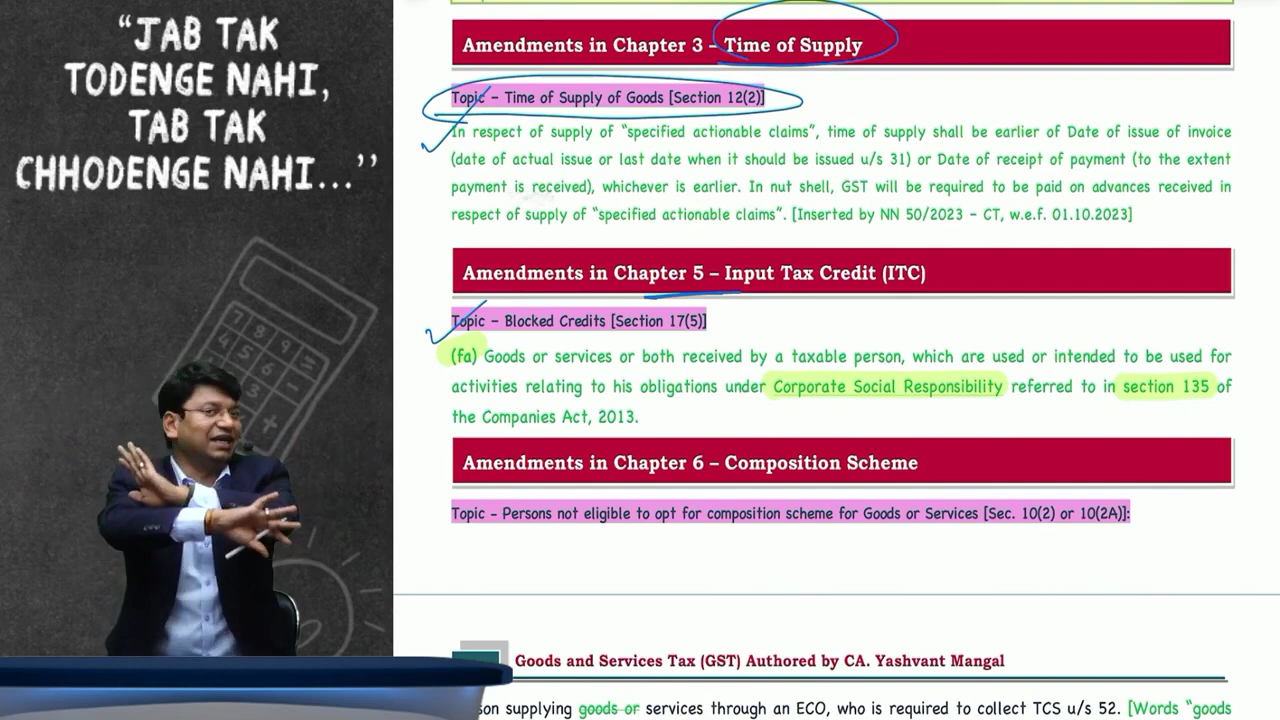 “JAB TAK
TODENGE NAHI,
TAB TAK
CHHODENGE NAHI...’’
Amendments in Chapter 3 – Time of Supply
Topic – Time of Supply of Goods [Section 12(2)]
In respect of supply of “specified actionable claims”, time of supply shall be earlier of Date of issue of invoice
(date of actual issue or last date when it should be issued u/s 31) or Date of receipt of payment (to the extent
payment is received), whichever is earlier. In nut shell, GST will be required to be paid on advances received in
respect of supply of “specified actionable claims”. [Inserted by NN 50/2023 – CT, w.e.f. 01.10.2023]
Amendments in Chapter 5 – Input Tax Credit (ITC)
Topic – Blocked Credits [Section 17(5)]
(fa) Goods or services or both received by a taxable person, which are used or intended to be used for
activities relating to his obligations under Corporate Social Responsibility referred to in section 135 of
the Companies Act, 2013.
Amendments in Chapter 6 – Composition Scheme
Topic – Persons not eligible to opt for composition scheme for Goods or Services [Sec. 10(2) or 10(2A)]:
Goods and Services Tax (GST) Authored by CA. Yashvant Mangal
supplying goods or services through an ECO, who is required to collect TCS u/s 52. [Words “goods
7 8 9